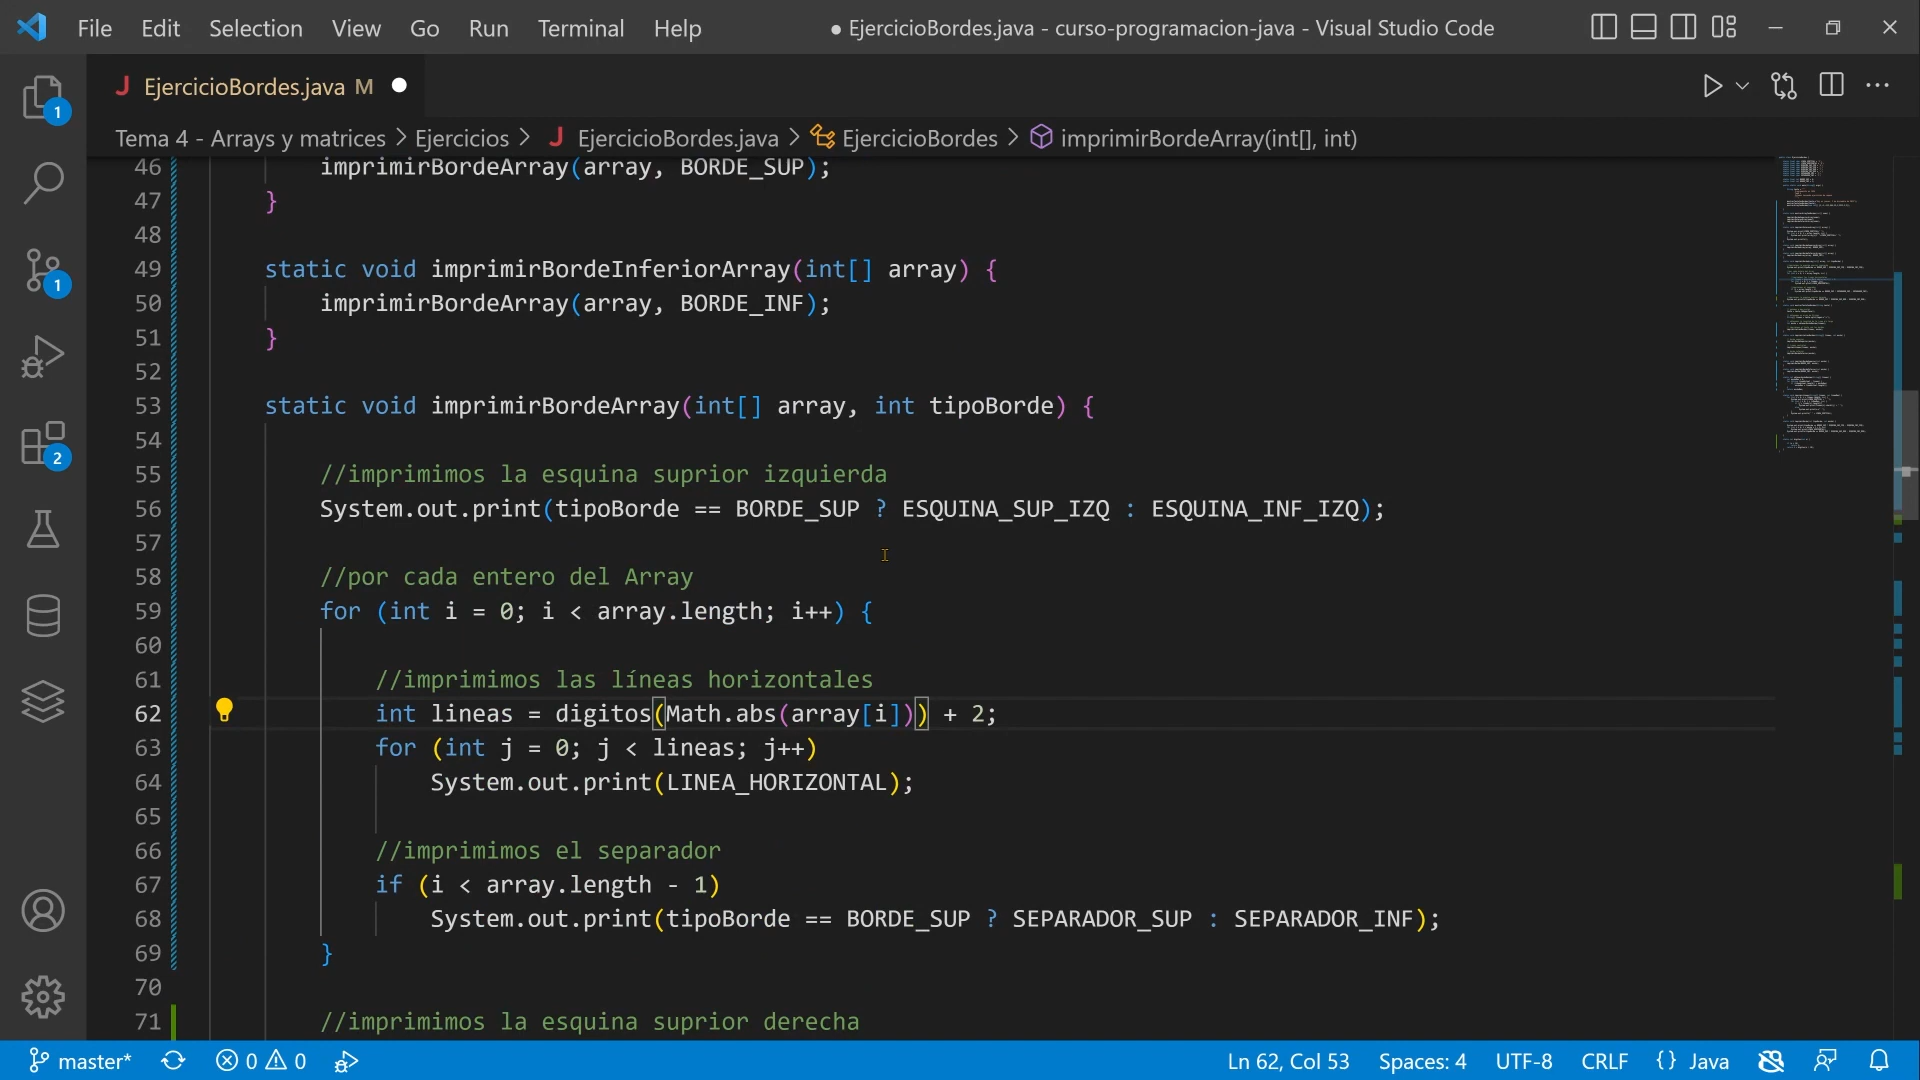 File Edit Selection View Go Run Terminal Help ● EjercicioBordes.java - curso-programacion-java - Visual Studio Code
J EjercicioBordes.java M
Tema 4 - Arrays y matrices > Ejercicios > J EjercicioBordes.java > EjercicioBordes > imprimirBordeArray(int[], int)
46 imprimirBordeArray(array, BORDE_SUP);
47 }
48
49 static void imprimirBordeInferiorArray(int[] array) {
50 imprimirBordeArray(array, BORDE_INF);
51 }
52
53 static void imprimirBordeArray(int[] array, int tipoBorde) {
54
55 //imprimimos la esquina suprior izquierda
56 System.out.print(tipoBorde == BORDE_SUP ? ESQUINA_SUP_IZQ : ESQUINA_INF_IZQ);
57
58 //por cada entero del Array
59 for (int i = 0; i < array.length; i++) {
60
61 //imprimimos las líneas horizontales
62 int lineas = digitos(Math.abs(array[i])) + 2;
63 for (int j = 0; j < lineas; j++)
64 System.out.print(LINEA_HORIZONTAL);
65
66 //imprimimos el separador
67 if (i < array.length - 1)
68 System.out.print(tipoBorde == BORDE_SUP ? SEPARADOR_SUP : SEPARADOR_INF);
69 }
70
71 //imprimimos la esquina suprior derecha
1
1
2
master* 0 0 Ln 62, Col 53 Spaces: 4 UTF-8 CRLF {} Java